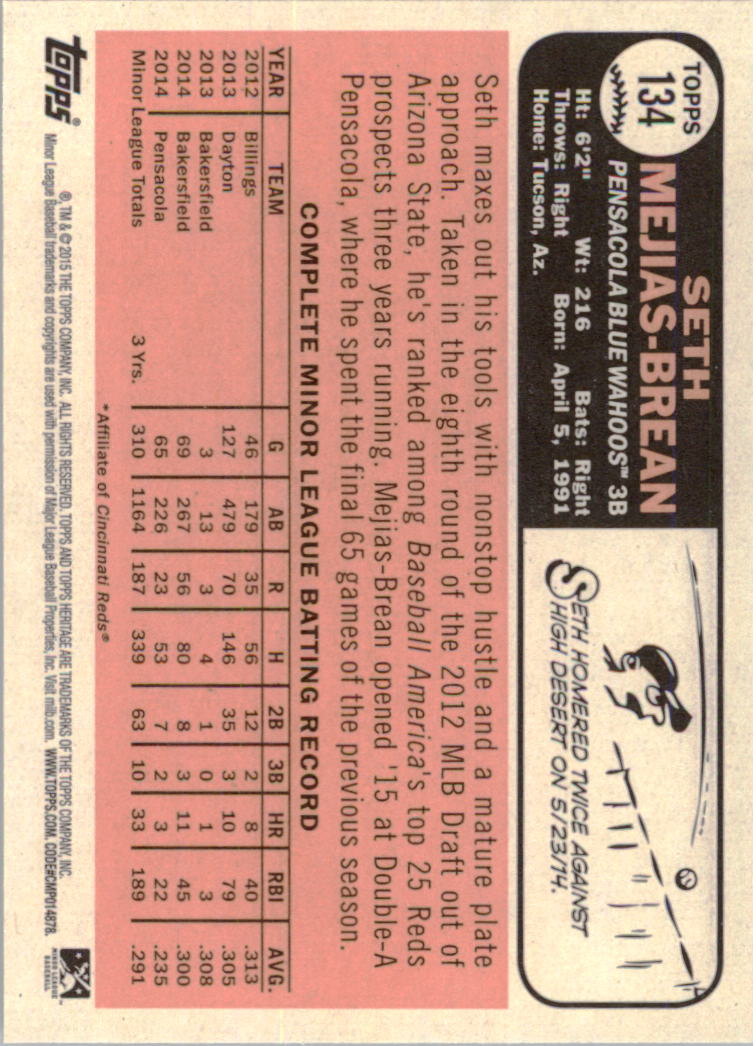 TOPPS
134
SETH
MEJIAS-BREAN
PENSACOLA BLUE WAHOOS™ 3B
Ht: 6'2" Wt: 216 Bats: Right
Throws: Right Born: April 5, 1991
Home: Tucson, Az.
SETH HOMERED TWICE AGAINST
HIGH DESERT ON 5/23/14.
Seth maxes out his tools with nonstop hustle and a mature plate
approach. Taken in the eighth round of the 2012 MLB Draft out of
Arizona State, he's ranked among Baseball America's top 25 Reds
prospects three years running. Mejias-Brean opened '15 at Double-A
Pensacola, where he spent the final 65 games of the previous season.
COMPLETE MINOR LEAGUE BATTING RECORD
YEAR TEAM G AB R H 2B 3B HR RBI AVG.
2012 Billings 46 179 35 56 12 2 8 40 .313
2013 Dayton 127 479 70 146 35 3 10 79 .305
2013 Bakersfield 3 13 3 4 1 0 1 3 .308
2014 Bakersfield 69 267 56 80 8 3 11 45 .300
2014 Pensacola 65 226 23 53 7 2 3 22 .235
Minor League Totals 3 Yrs. 310 1164 187 339 63 10 33 189 .291
*Affiliate of Cincinnati Reds®
topps®
®, TM & © 2015 THE TOPPS COMPANY, INC. ALL RIGHTS RESERVED. TOPPS AND TOPPS HERITAGE ARE TRADEMARKS OF THE TOPPS COMPANY, INC.
Minor League Baseball trademarks and copyrights are used with permission of Major League Baseball Properties, Inc. Visit milb.com. WWW.TOPPS.COM. CODE#CMP014878.
MINOR LEAGUE
BASEBALL